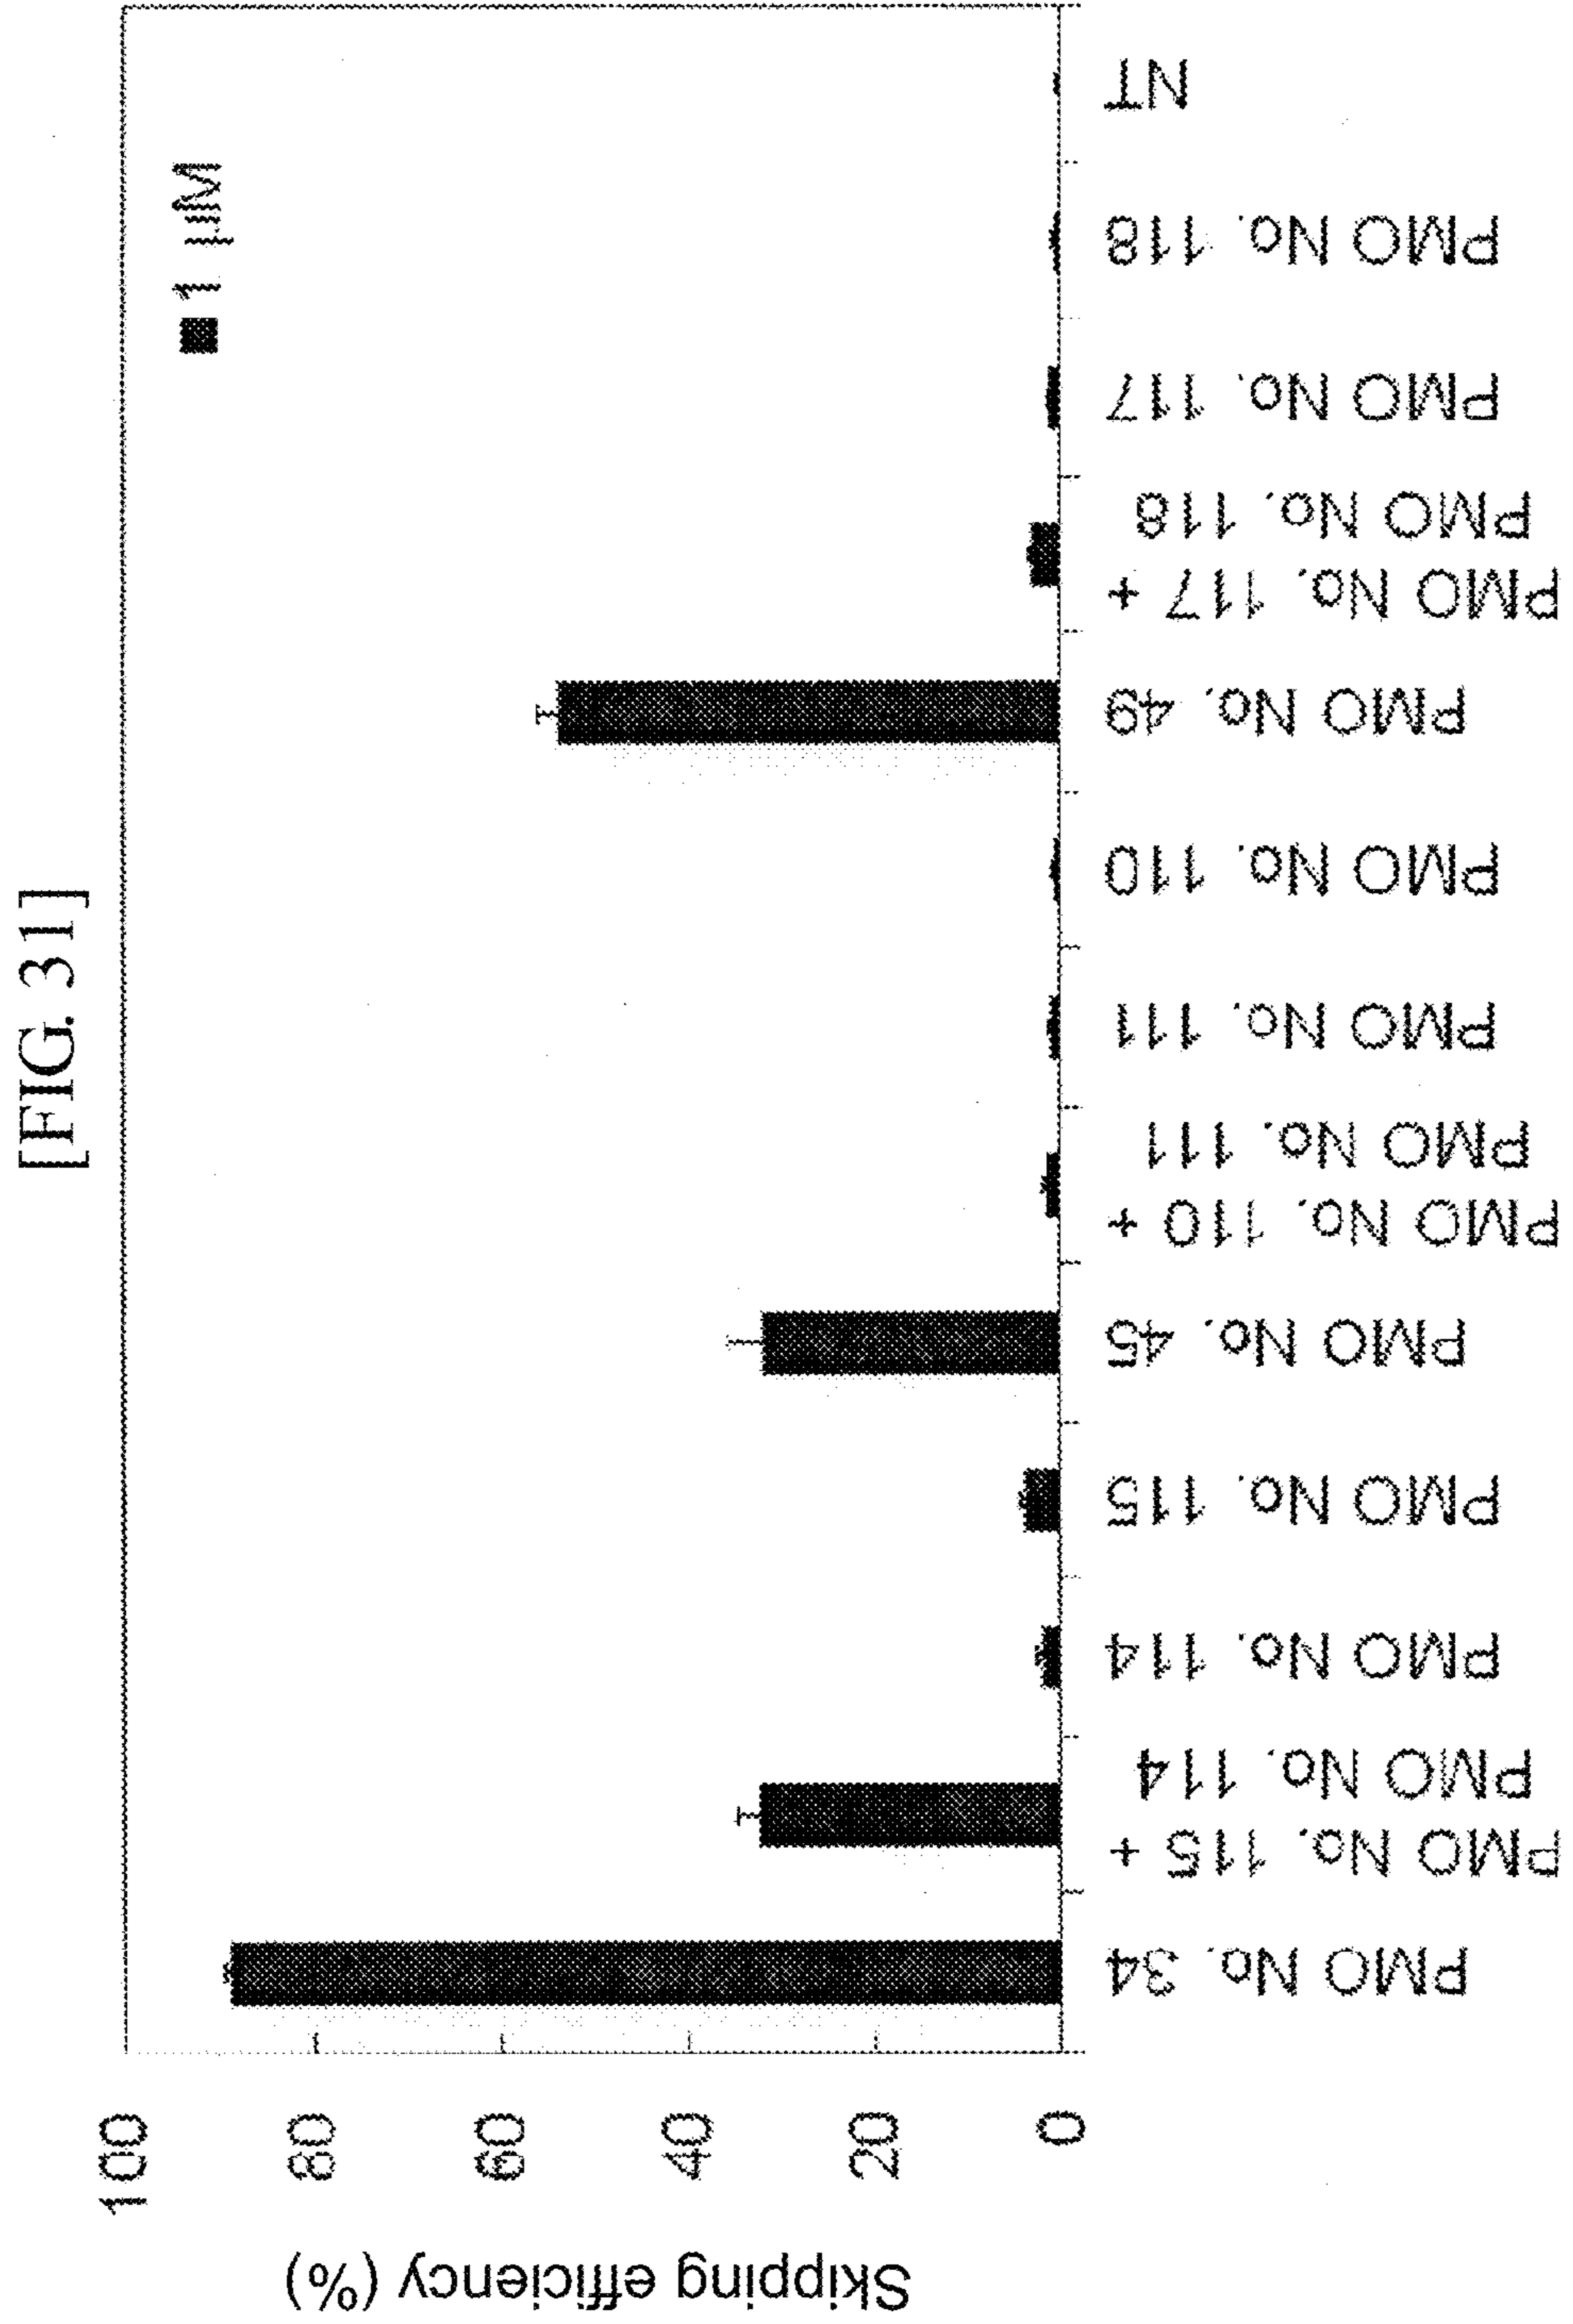 [FIG. 31]
Skipping efficiency (%)
100
80
60
40
20
0
1 µM
PMO No. 34
PMO No. 115 +
PMO No. 114
PMO No. 114
PMO No. 115
PMO No. 45
PMO No. 110 +
PMO No. 111
PMO No. 111
PMO No. 110
PMO No. 49
PMO No. 117 +
PMO No. 118
PMO No. 117
PMO No. 118
NT